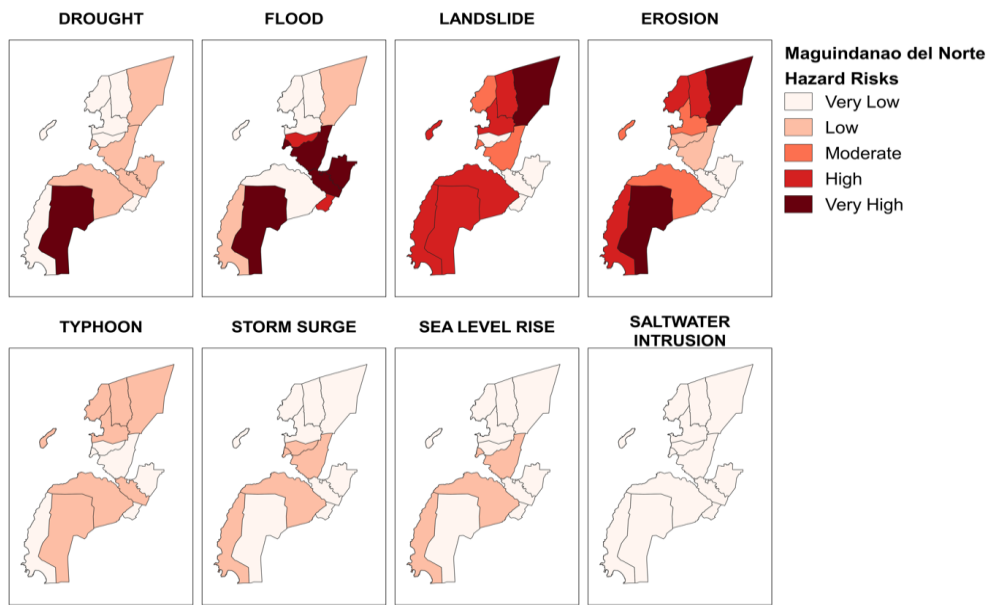 DROUGHT
FLOOD
LANDSLIDE
EROSION
Maguindanao del Norte
Hazard Risks
Very Low
Low
Moderate
High
Very High
TYPHOON
STORM SURGE
SEA LEVEL RISE
SALTWATER
INTRUSION